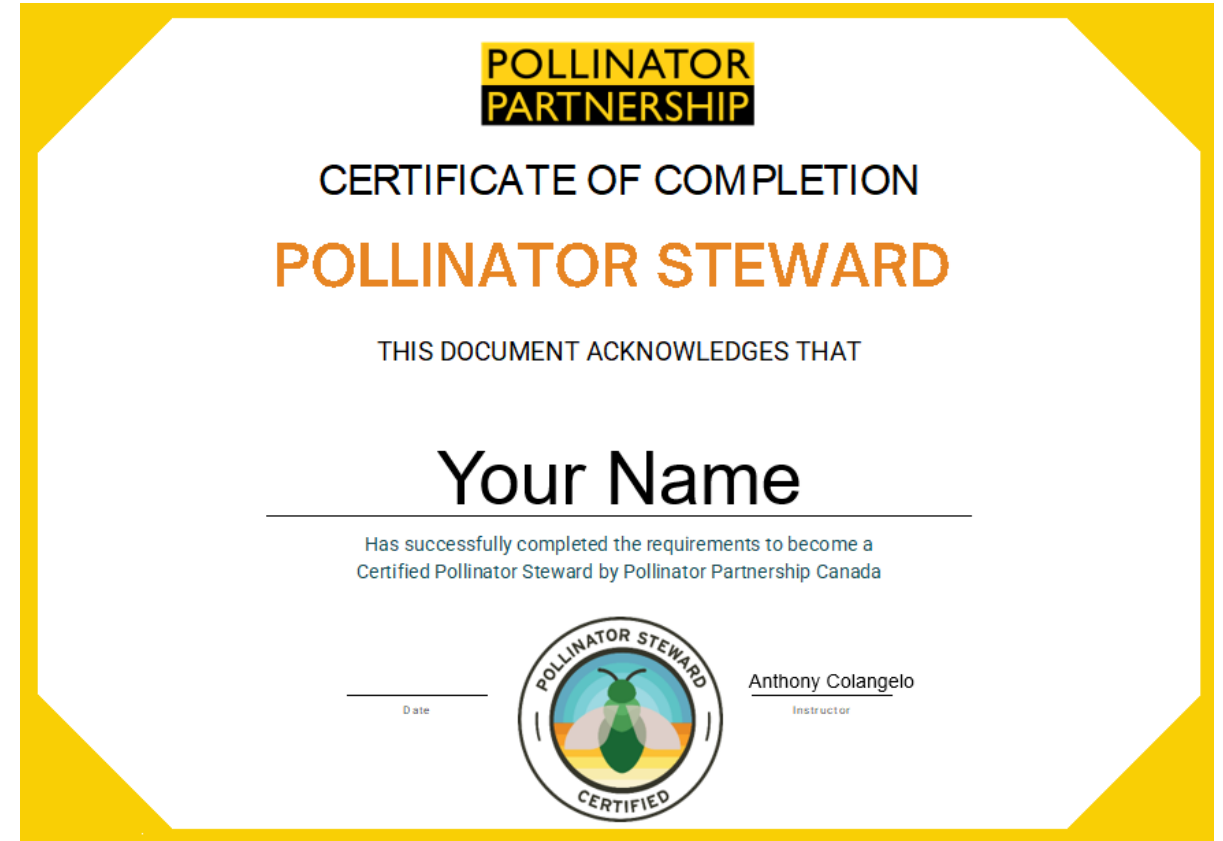 POLLINATOR
PARTNERSHIP
CERTIFICATE OF COMPLETION
POLLINATOR STEWARD
THIS DOCUMENT ACKNOWLEDGES THAT
Your Name
Has successfully completed the requirements to become a
Certified Pollinator Steward by Pollinator Partnership Canada
POLLINATOR STEWARD
CERTIFIED
Date
Anthony Colangelo
Instructor